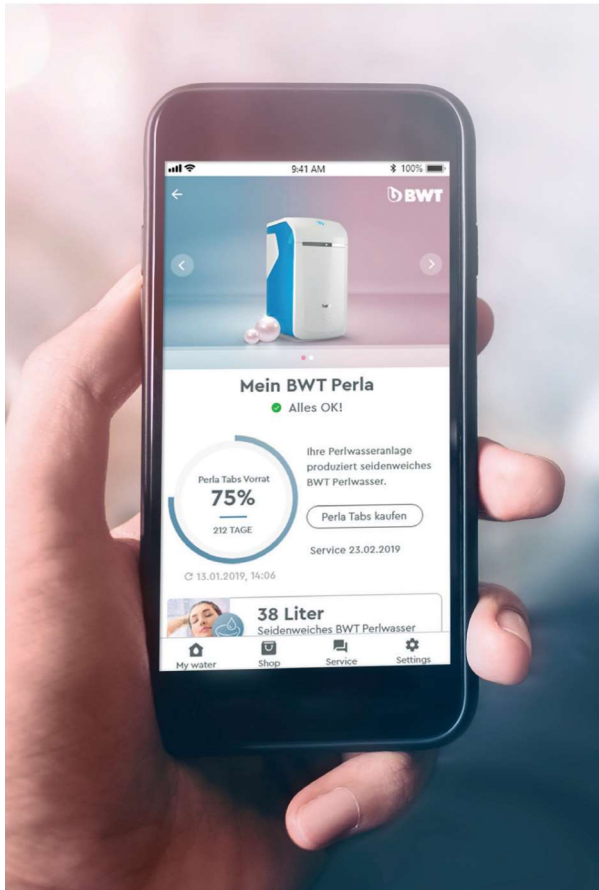 9:41 AM
100%
BWT
Mein BWT Perla
Alles OK!
Perla Tabs Vorrat
75%
212 TAGE
Ihre Perlwasseranlage
produziert seidenweiches
BWT Perlwasser.
Perla Tabs kaufen
Service 23.02.2019
13.01.2019, 14:06
38 Liter
Seidenweiches BWT Perlwasser
My water
Shop
Service
Settings